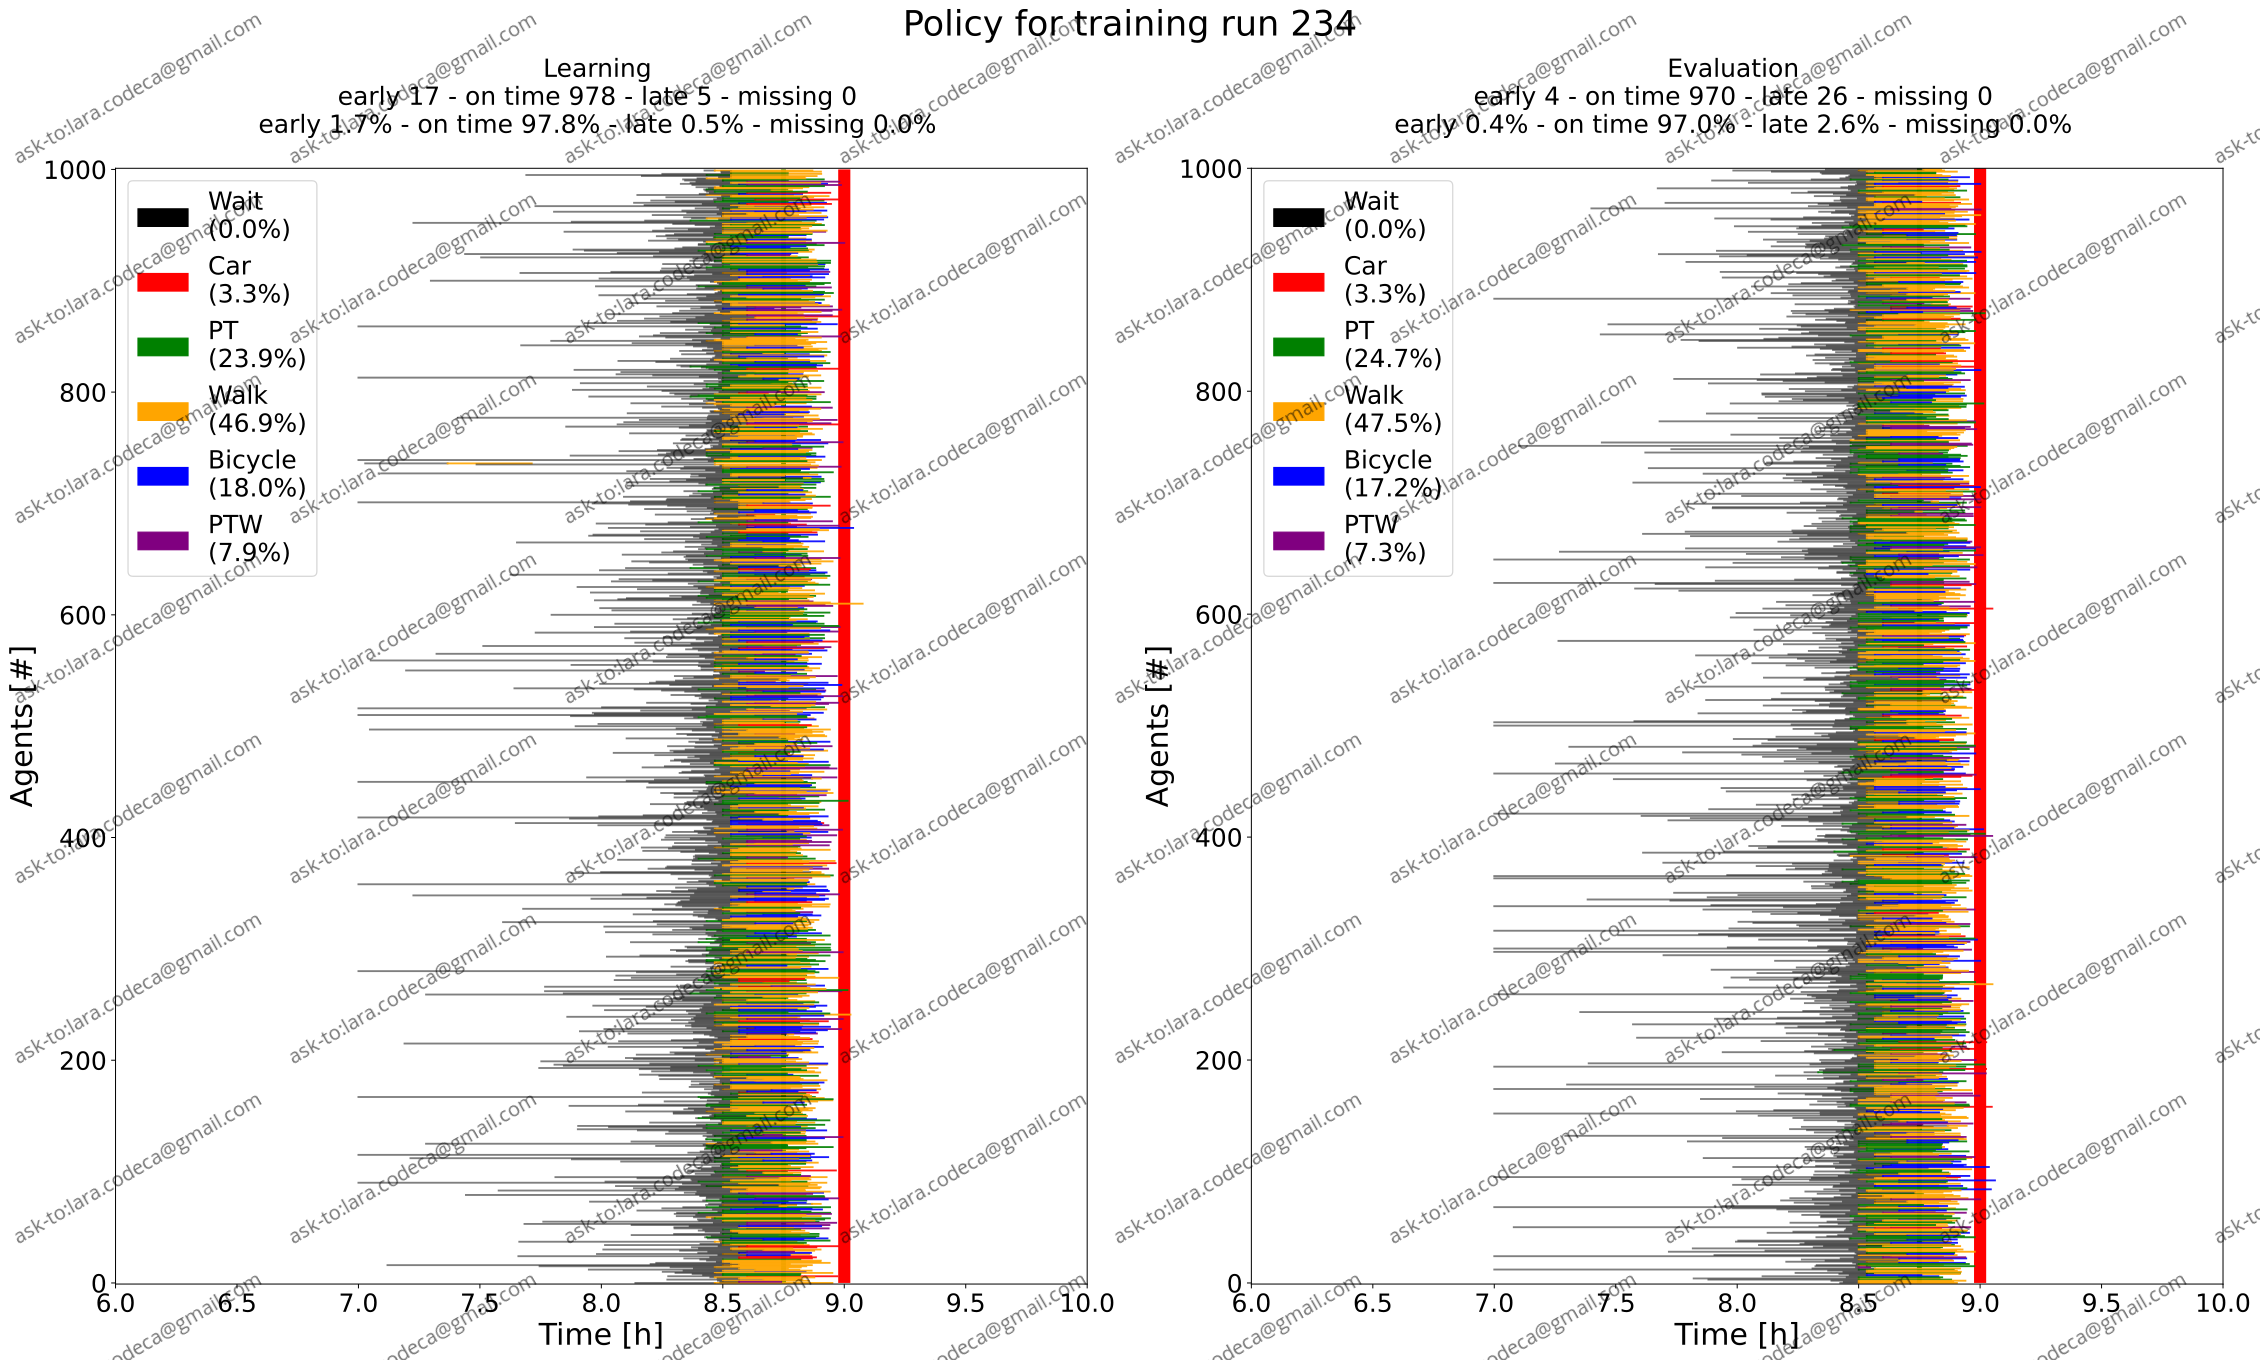 Policy for training run 234
Learning
early 17 - on time 978 - late 5 - missing 0
early 1.7% - on time 97.8% - late 0.5% - missing 0.0%
Evaluation
early 4 - on time 970 - late 26 - missing 0
early 0.4% - on time 97.0% - late 2.6% - missing 0.0%
Agents [#]
1000
800
600
400
200
0
Wait
(0.0%)
Car
(3.3%)
PT
(23.9%)
Walk
(46.9%)
Bicycle
(18.0%)
PTW
(7.9%)
6.0 6.5 7.0 7.5 8.0 8.5 9.0 9.5 10.0
Time [h]
Agents [#]
1000
800
600
400
200
0
Wait
(0.0%)
Car
(3.3%)
PT
(24.7%)
Walk
(47.5%)
Bicycle
(17.2%)
PTW
(7.3%)
6.0 6.5 7.0 7.5 8.0 8.5 9.0 9.5 10.0
Time [h]
ask-to:lara.codeca@gmail.com